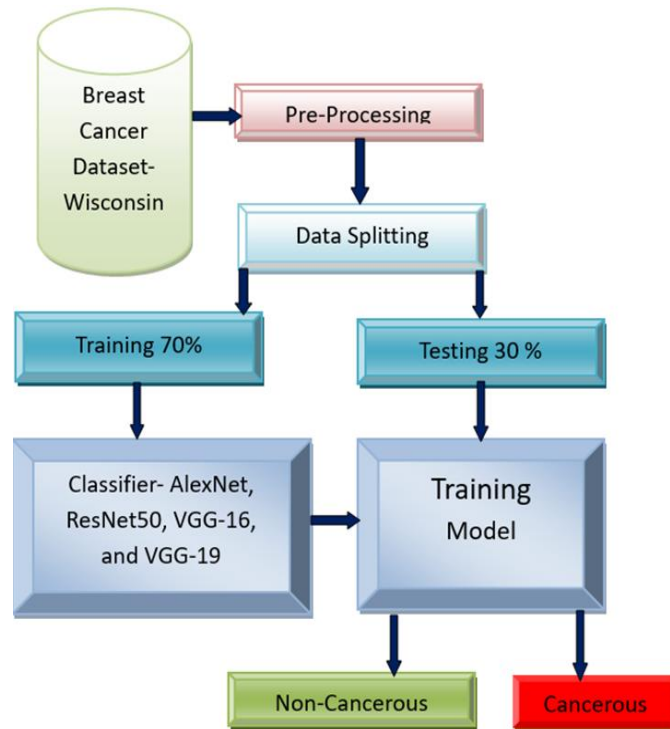 Breast
Cancer
Dataset-
Wisconsin
Pre-Processing
Data Splitting
Training 70%
Testing 30 %
Classifier- AlexNet,
ResNet50, VGG-16,
and VGG-19
Training
Model
Non-Cancerous
Cancerous